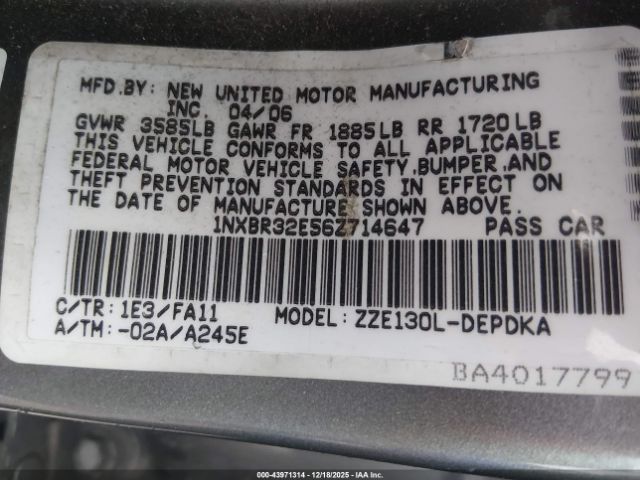 MFD.BY: NEW UNITED MOTOR MANUFACTURING
INC. 04/06
GVWR 3585LB GAWR FR 1885LB RR 1720LB
THIS VEHICLE CONFORMS TO ALL APPLICABLE
FEDERAL MOTOR VEHICLE SAFETY,BUMPER,AND
THEFT PREVENTION STANDARDS IN EFFECT ON
THE DATE OF MANUFACTURE SHOWN ABOVE.
1NXBR32E56Z714647 PASS CAR
C/TR: 1E3/FA11 MODEL: ZZE130L-DEPDKA
A/TM: -02A/A245E
BA4017799
000-43971314 - 12/18/2025 - IAA Inc.